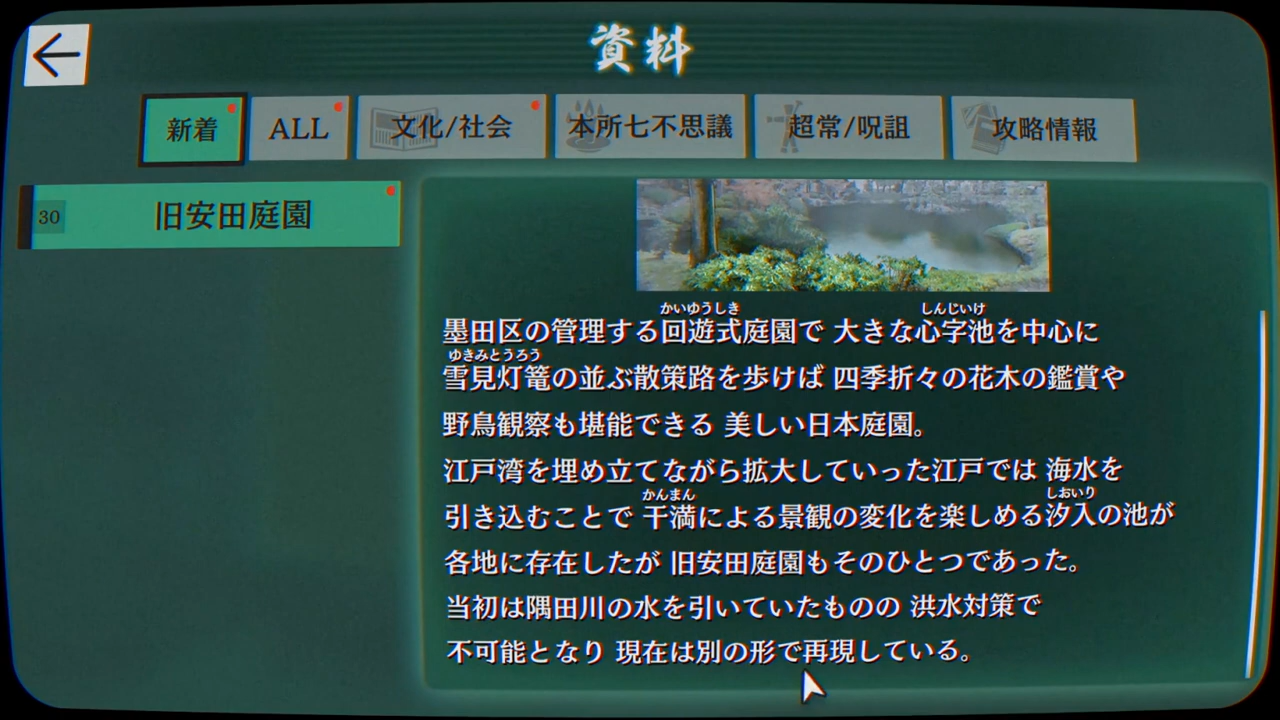 資料
新着
ALL
文化/社会
本所七不思議
超常/呪詛
攻略情報
30 旧安田庭園
かいゆうしき しんじいけ
墨田区の管理する回遊式庭園で 大きな心字池を中心に
ゆきみとうろう
雪見灯篭の並ぶ散策路を歩けば 四季折々の花木の鑑賞や
野鳥観察も堪能できる 美しい日本庭園。
江戸湾を埋め立てながら拡大していった江戸では 海水を
かんまん しおいり
引き込むことで 干満による景観の変化を楽しめる汐入の池が
各地に存在したが 旧安田庭園もそのひとつであった。
当初は隅田川の水を引いていたものの 洪水対策で
不可能となり 現在は別の形で再現している。